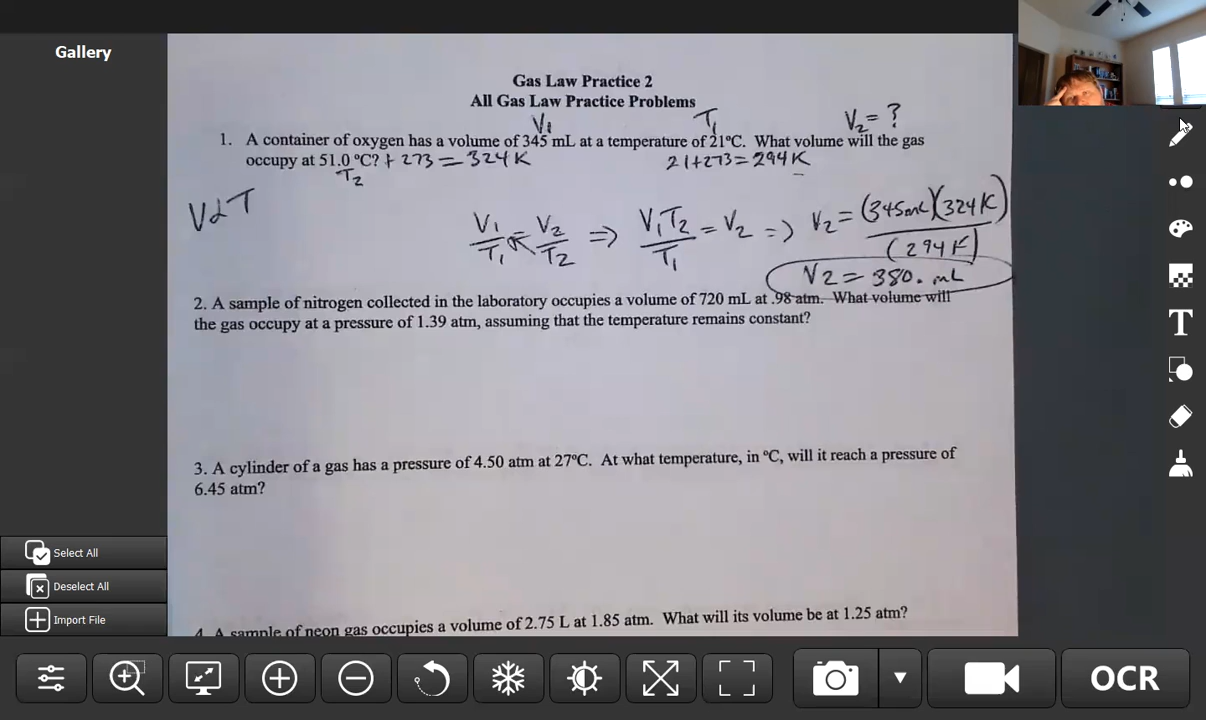 Gallery
Gas Law Practice 2
All Gas Law Practice Problems
V₁ T₁ V₂ = ?
1. A container of oxygen has a volume of 345 mL at a temperature of 21ºC. What volume will the gas
occupy at 51.0 ºC? + 273 = 324 K 21+273 = 294 K
T₂
V α T
V₁/T₁ = V₂/T₂ ⇒ V₁T₂/T₁ = V₂ ⇒ V₂ = (345mL)(324K)/(294K)
V₂ = 380. mL
2. A sample of nitrogen collected in the laboratory occupies a volume of 720 mL at .98 atm. What volume will
the gas occupy at a pressure of 1.39 atm, assuming that the temperature remains constant?
3. A cylinder of a gas has a pressure of 4.50 atm at 27ºC. At what temperature, in ºC, will it reach a pressure of
6.45 atm?
4. A sample of neon gas occupies a volume of 2.75 L at 1.85 atm. What will its volume be at 1.25 atm?
Select All
Deselect All
Import File
T
OCR